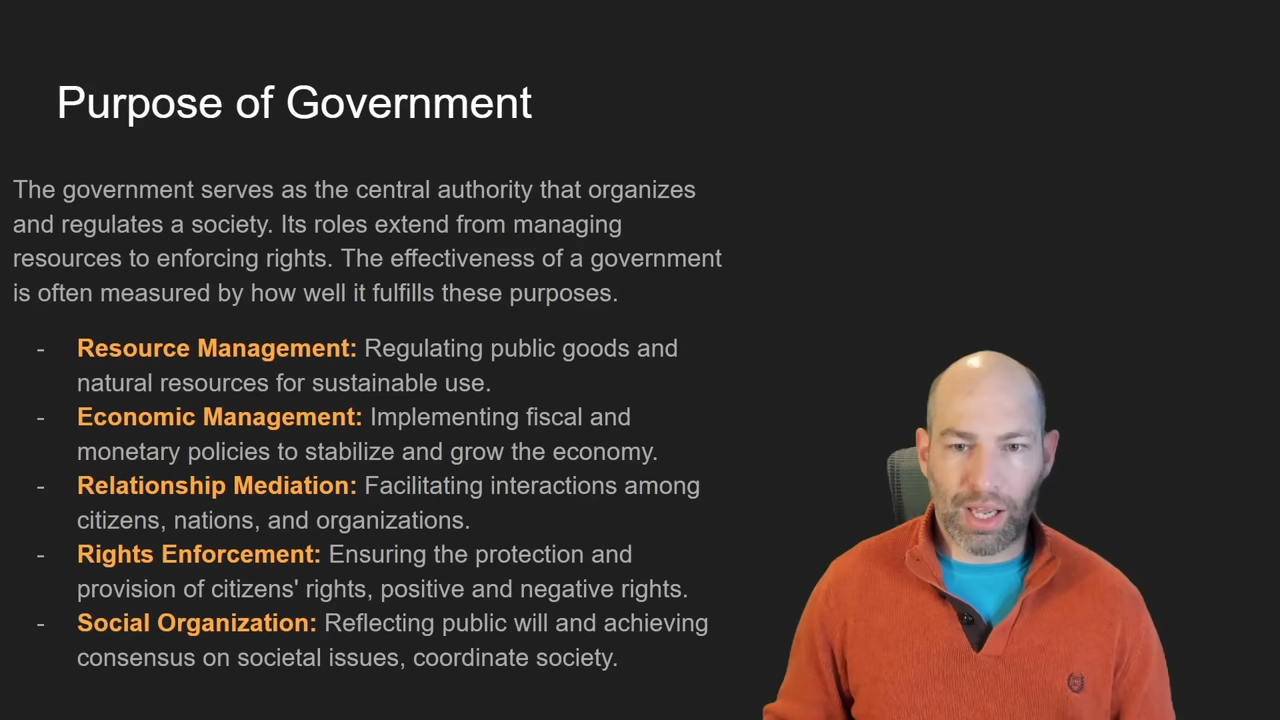 Purpose of Government
The government serves as the central authority that organizes
and regulates a society. Its roles extend from managing
resources to enforcing rights. The effectiveness of a government
is often measured by how well it fulfills these purposes.
- Resource Management: Regulating public goods and
natural resources for sustainable use.
- Economic Management: Implementing fiscal and
monetary policies to stabilize and grow the economy.
- Relationship Mediation: Facilitating interactions among
citizens, nations, and organizations.
- Rights Enforcement: Ensuring the protection and
provision of citizens' rights, positive and negative rights.
- Social Organization: Reflecting public will and achieving
consensus on societal issues, coordinate society.